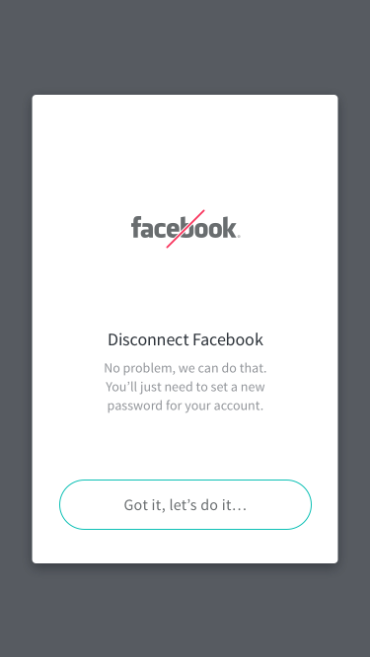 facebook
Disconnect Facebook
No problem, we can do that.
You’ll just need to set a new
password for your account.
Got it, let’s do it…